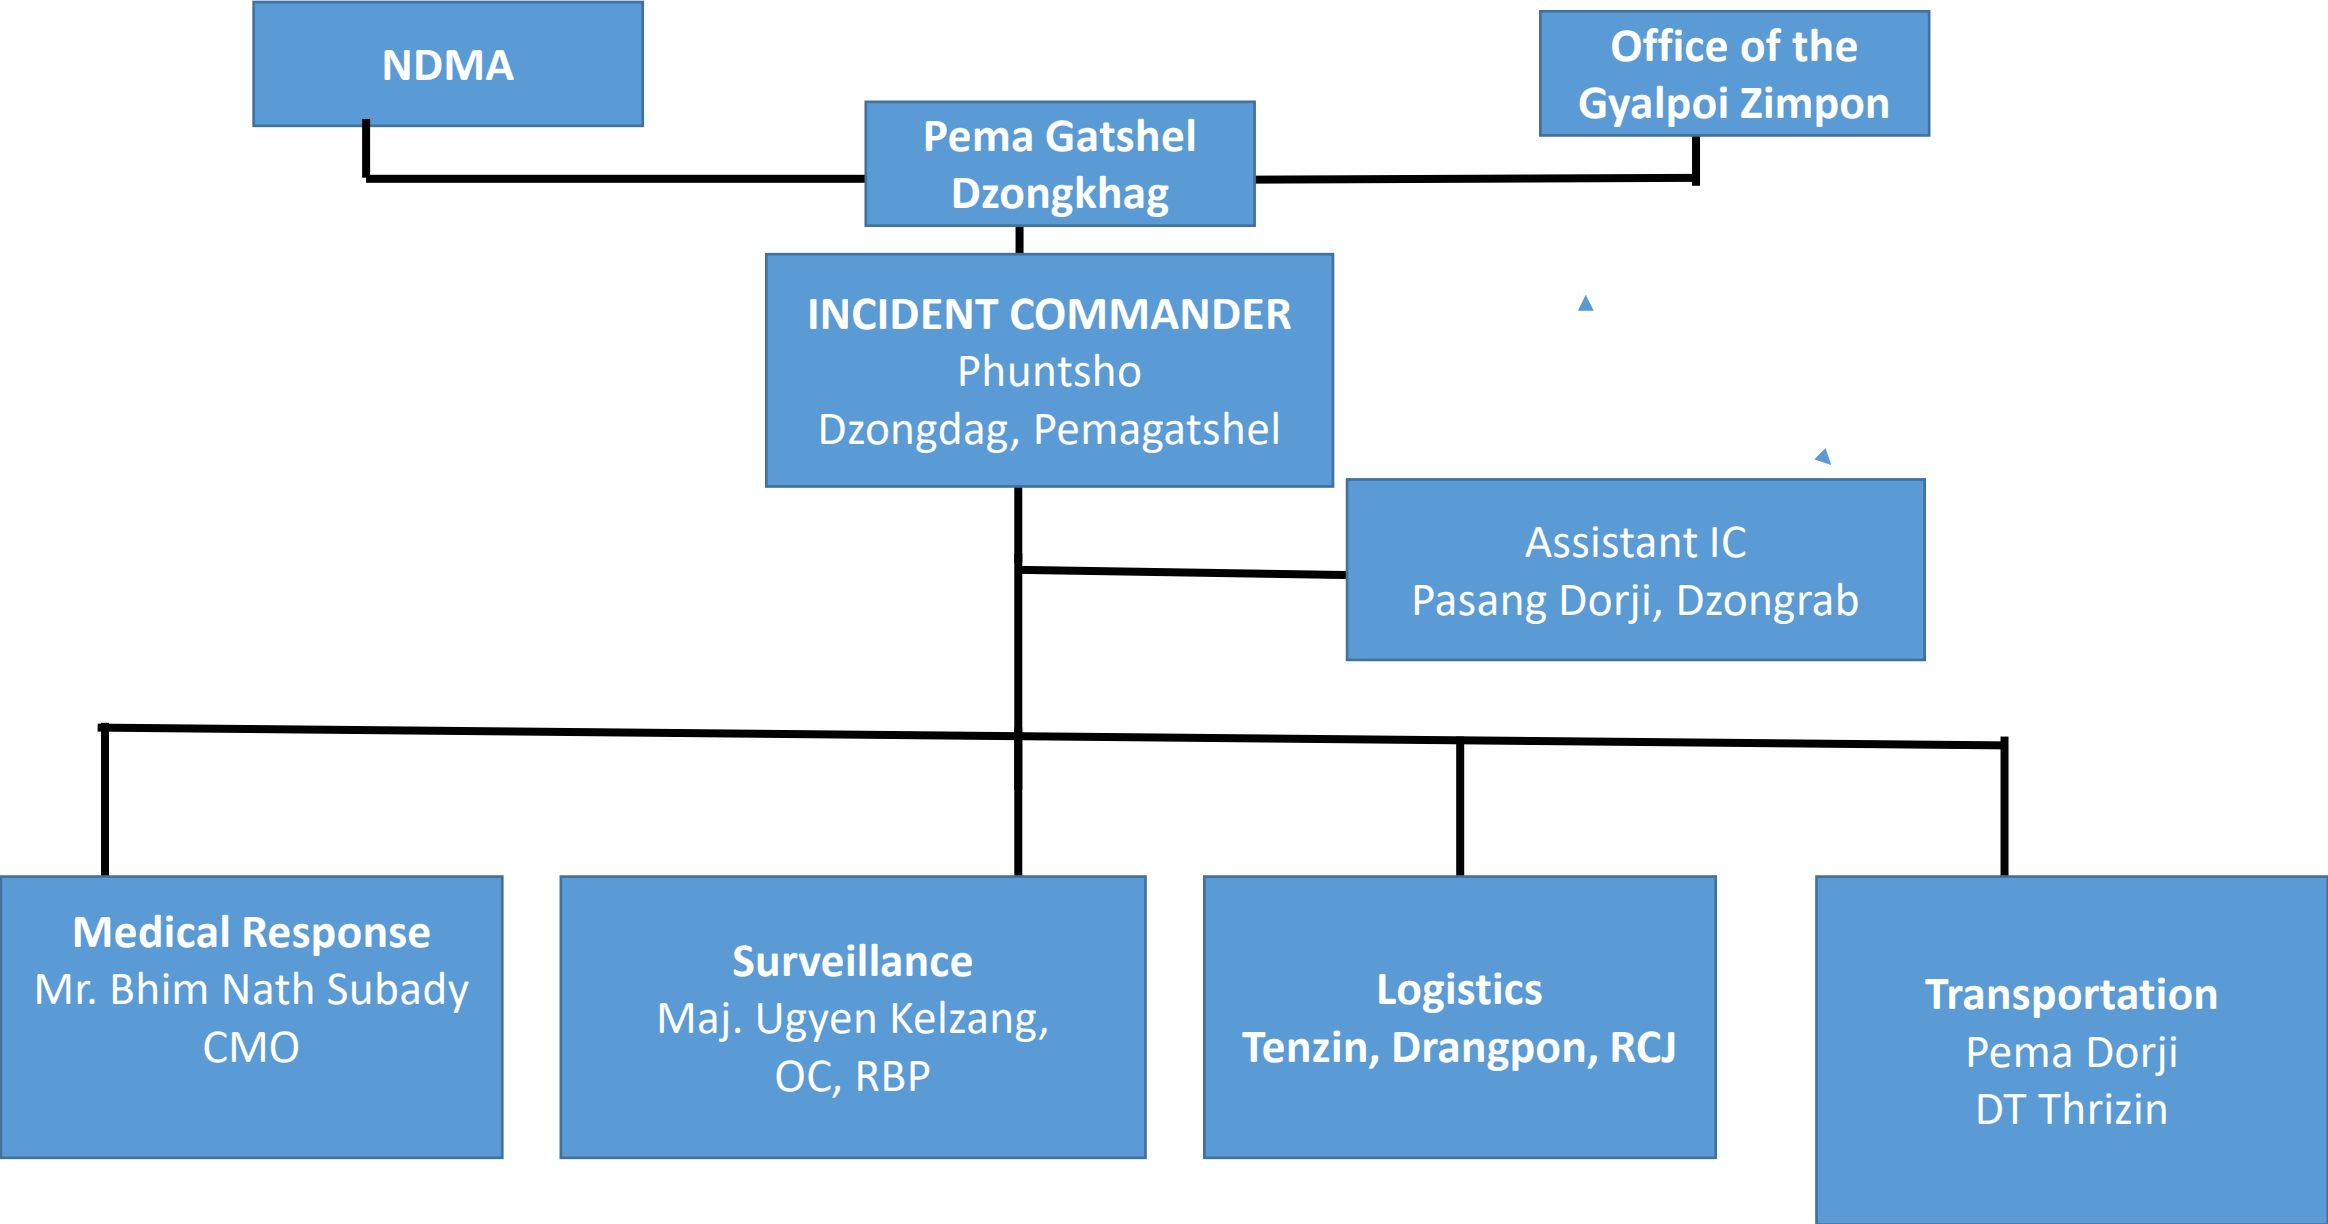 NDMA
Office of the
Gyalpoi Zimpon
Pema Gatshel
Dzongkhag
INCIDENT COMMANDER
Phuntsho
Dzongdag, Pemagatshel
Assistant IC
Pasang Dorji, Dzongrab
Medical Response
Mr. Bhim Nath Subady
CMO
Surveillance
Maj. Ugyen Kelzang,
OC, RBP
Logistics
Tenzin, Drangpon, RCJ
Transportation
Pema Dorji
DT Thrizin